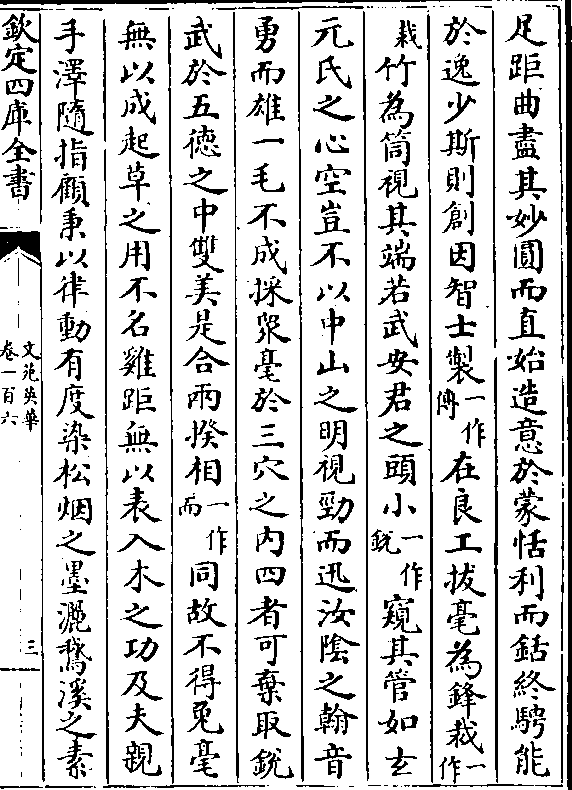 足距曲盡其妙圓而直始造意於蒙恬利而銛終騁能
於逸少斯則創因智士製一作傅在良工拔毫為鋒裁一作
栽竹為筒視其端若武安君之頭小一作銳窺其管如玄
元氏之心空豈不以中山之明視勁而迅汝陰之翰音
勇而雄一毛不成採衆毫於三穴之內四者可棄取銳
武於五德之中雙美是合兩揆相一作而同故不得兎毫
無以成起草之用不名雞距無以表入木之功及夫親
手澤隨指顧秉以律動有度染松烟之墨灑鵞溪之素
欽定四庫全書
文苑英華
卷一百六
三